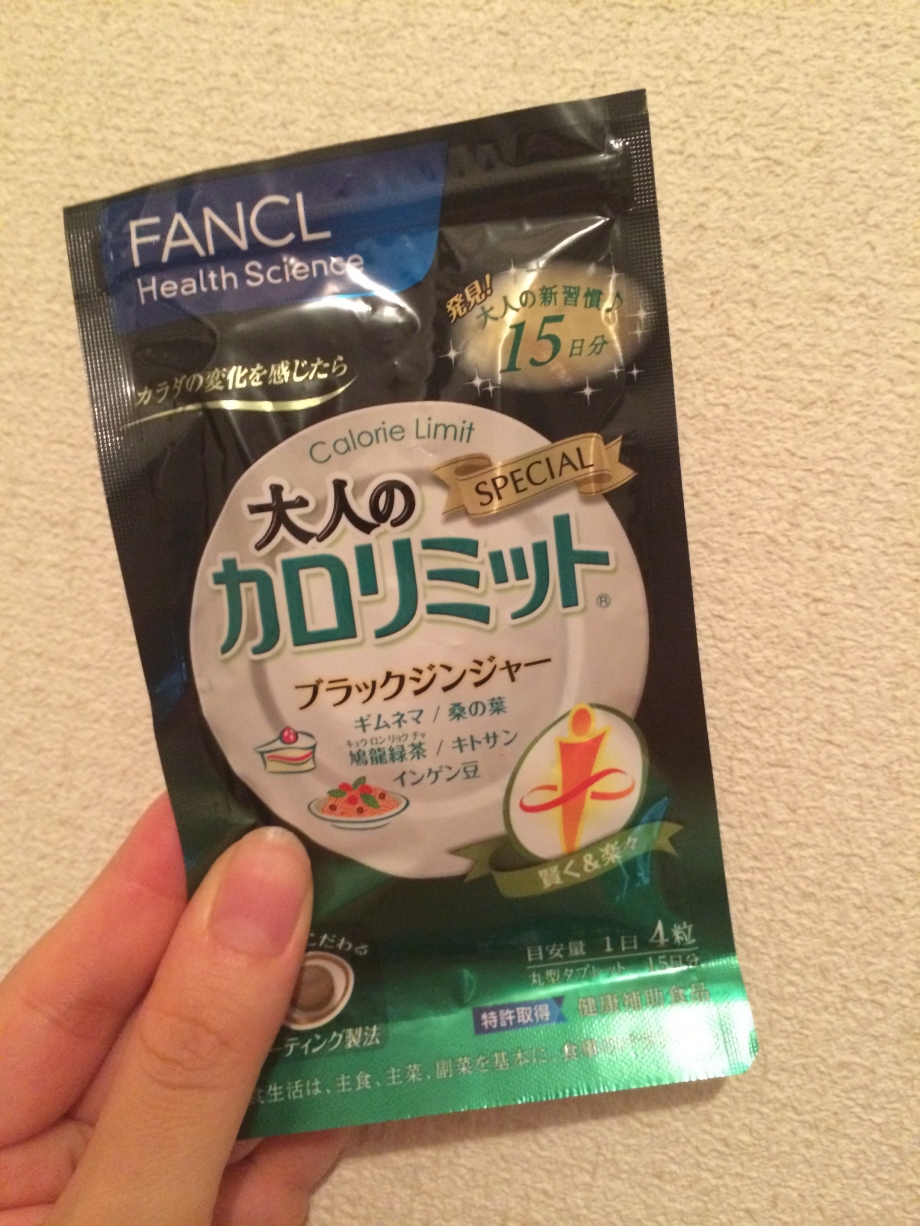 FANCL
Health Science
発見!
大人の新習慣♪
15日分
カラダの変化を感じたら
Calorie Limit
SPECIAL
大人の
カロリミット®
ブラックジンジャー
ギムネマ / 桑の葉
キュウロンリョクチャ
鳩龍緑茶 / キトサン
インゲン豆
賢く&楽々
こだわる
目安量 1日 4粒
丸型タブレット 15日分
特許取得 健康補助食品
ーティング製法
食生活は、主食、主菜、副菜を基本に、食事の